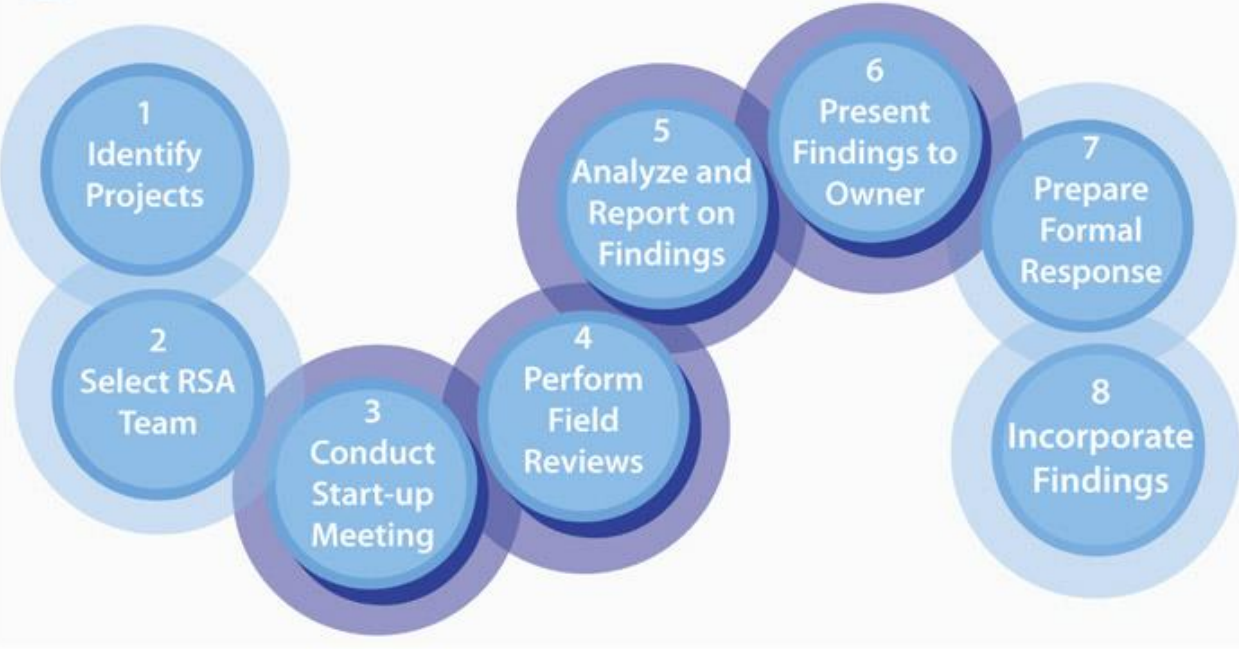 1
Identify
Projects
2
Select RSA
Team
3
Conduct
Start-up
Meeting
4
Perform
Field
Reviews
5
Analyze and
Report on
Findings
6
Present
Findings to
Owner
7
Prepare
Formal
Response
8
Incorporate
Findings